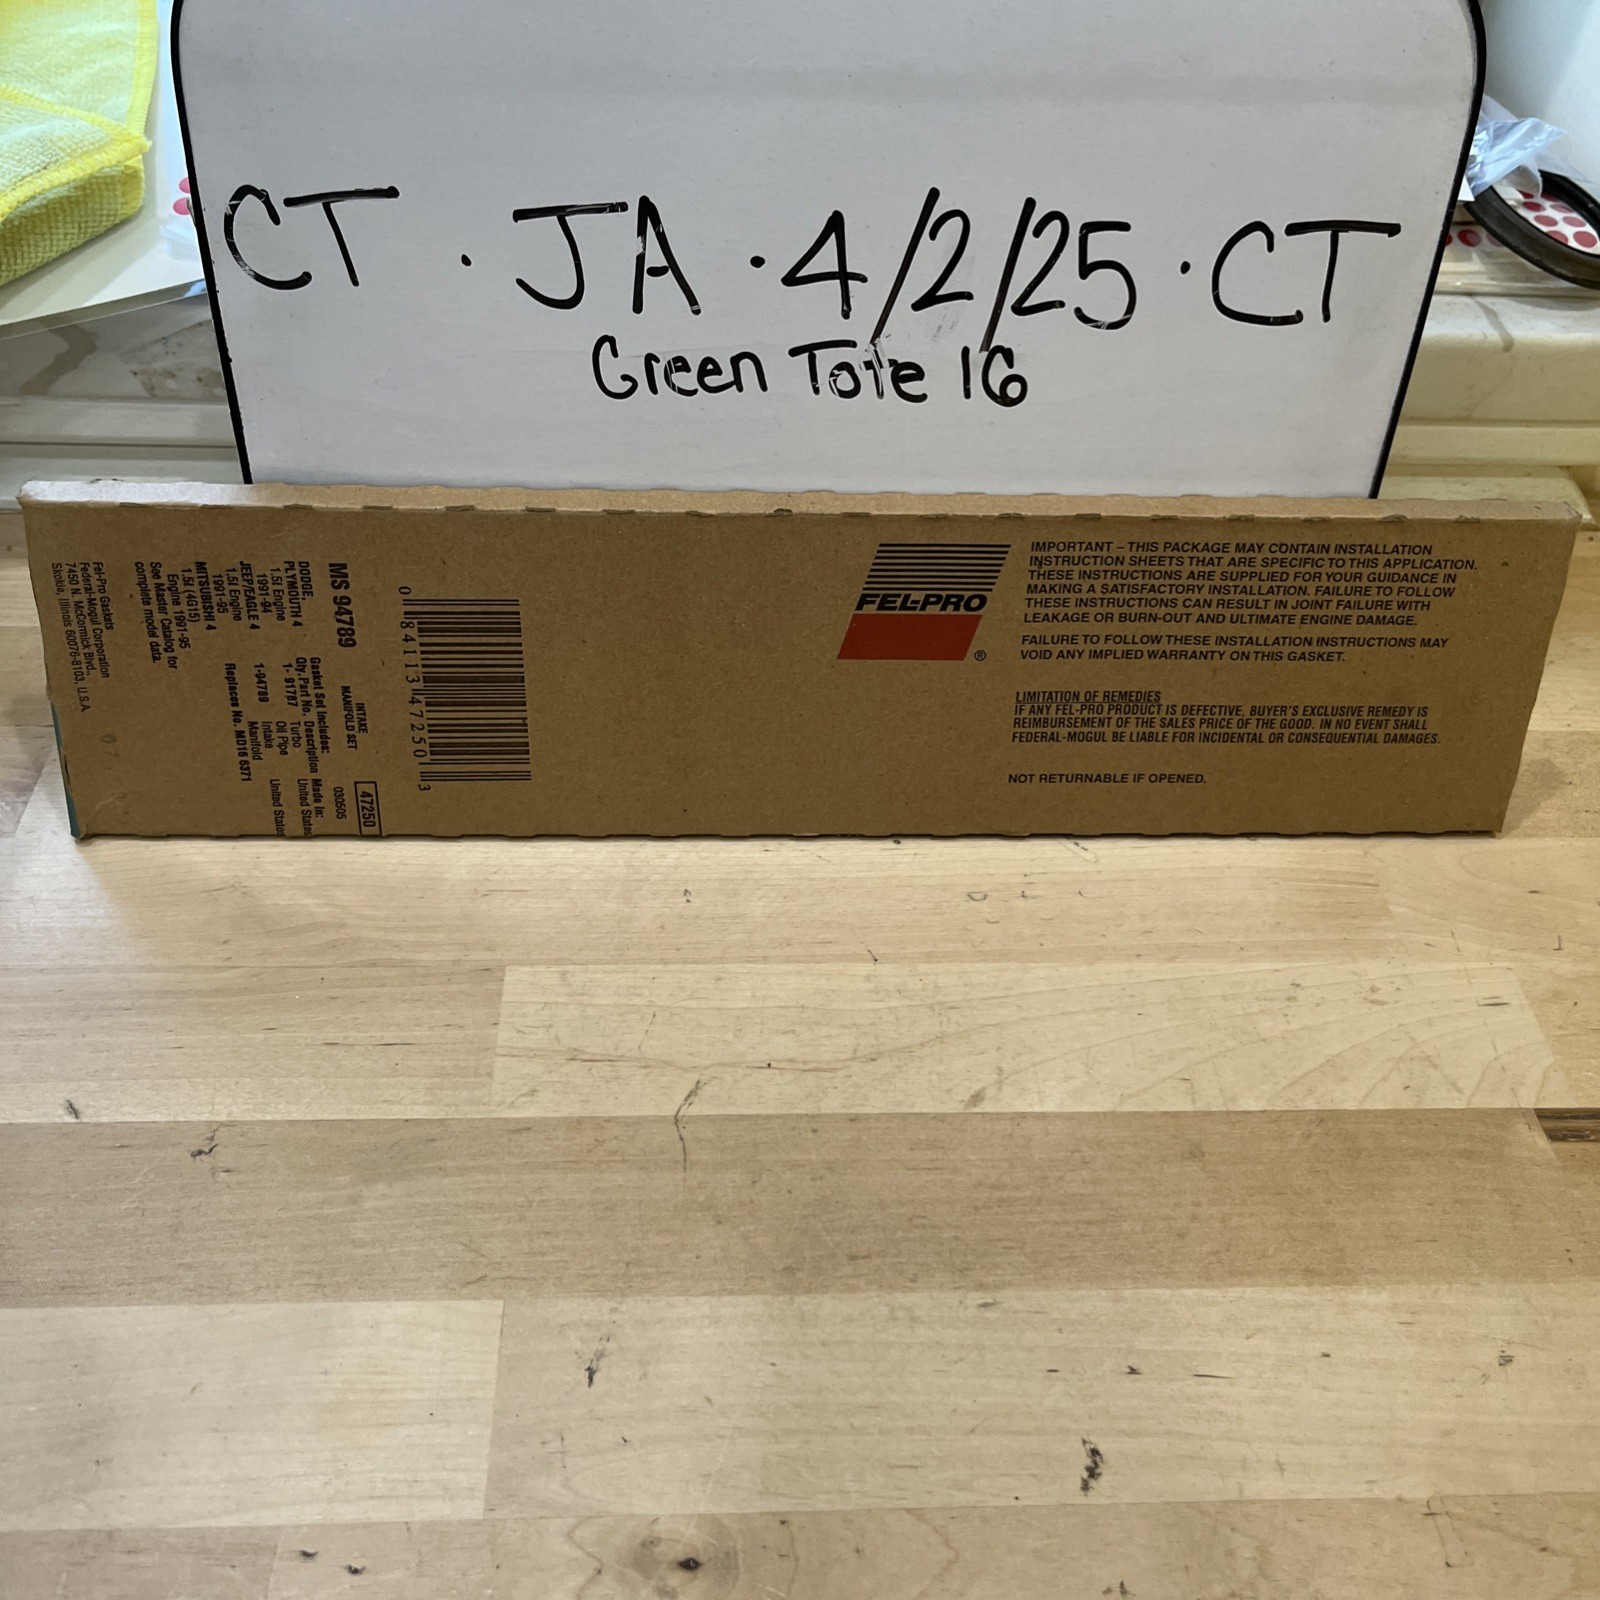 CT · JA · 4/2/25 · CT
Green Tote 16
FEL-PRO
®
IMPORTANT – THIS PACKAGE MAY CONTAIN INSTALLATION
INSTRUCTION SHEETS THAT ARE SPECIFIC TO THIS APPLICATION.
THESE INSTRUCTIONS ARE SUPPLIED FOR YOUR GUIDANCE IN
MAKING A SATISFACTORY INSTALLATION. FAILURE TO FOLLOW
THESE INSTRUCTIONS CAN RESULT IN JOINT FAILURE WITH
LEAKAGE OR BURN-OUT AND ULTIMATE ENGINE DAMAGE.
FAILURE TO FOLLOW THESE INSTALLATION INSTRUCTIONS MAY
VOID ANY IMPLIED WARRANTY ON THIS GASKET.
LIMITATION OF REMEDIES
IF ANY FEL-PRO PRODUCT IS DEFECTIVE, BUYER'S EXCLUSIVE REMEDY IS
REIMBURSEMENT OF THE SALES PRICE OF THE GOOD. IN NO EVENT SHALL
FEDERAL-MOGUL BE LIABLE FOR INCIDENTAL OR CONSEQUENTIAL DAMAGES.
NOT RETURNABLE IF OPENED.
0 84113 47250 3
47250
MS 94789
INTAKE
MANIFOLD SET
030505
DODGE,
PLYMOUTH 4
1.5l Engine
1991-94
JEEP/EAGLE 4
1.5l Engine
1991-95
MITSUBISHI 4
1.5l (4G15)
Engine 1991-95
See Master Catalog for
complete model data.
Gasket Set Includes:
Qty. Part No. Description Made In:
1- 91787 Turbo United States
Oil Pipe
1-94789 Intake United States
Manifold
Replaces No. MD16 6371
Fel-Pro Gaskets
Federal-Mogul Corporation
7450 N. McCormick Blvd.,
Skokie, Illinois 60076-8103, U.S.A.
07